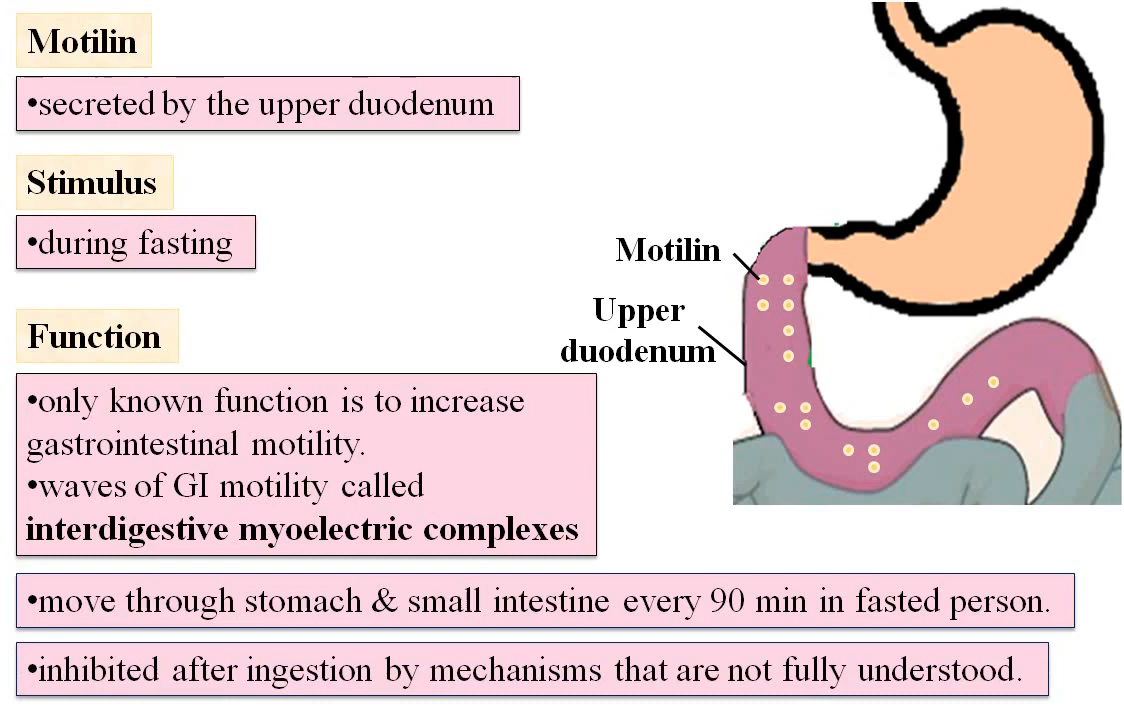 Motilin
•secreted by the upper duodenum
Stimulus
•during fasting
Motilin
Upper
duodenum
Function
•only known function is to increase
gastrointestinal motility.
•waves of GI motility called
interdigestive myoelectric complexes
•move through stomach & small intestine every 90 min in fasted person.
•inhibited after ingestion by mechanisms that are not fully understood.